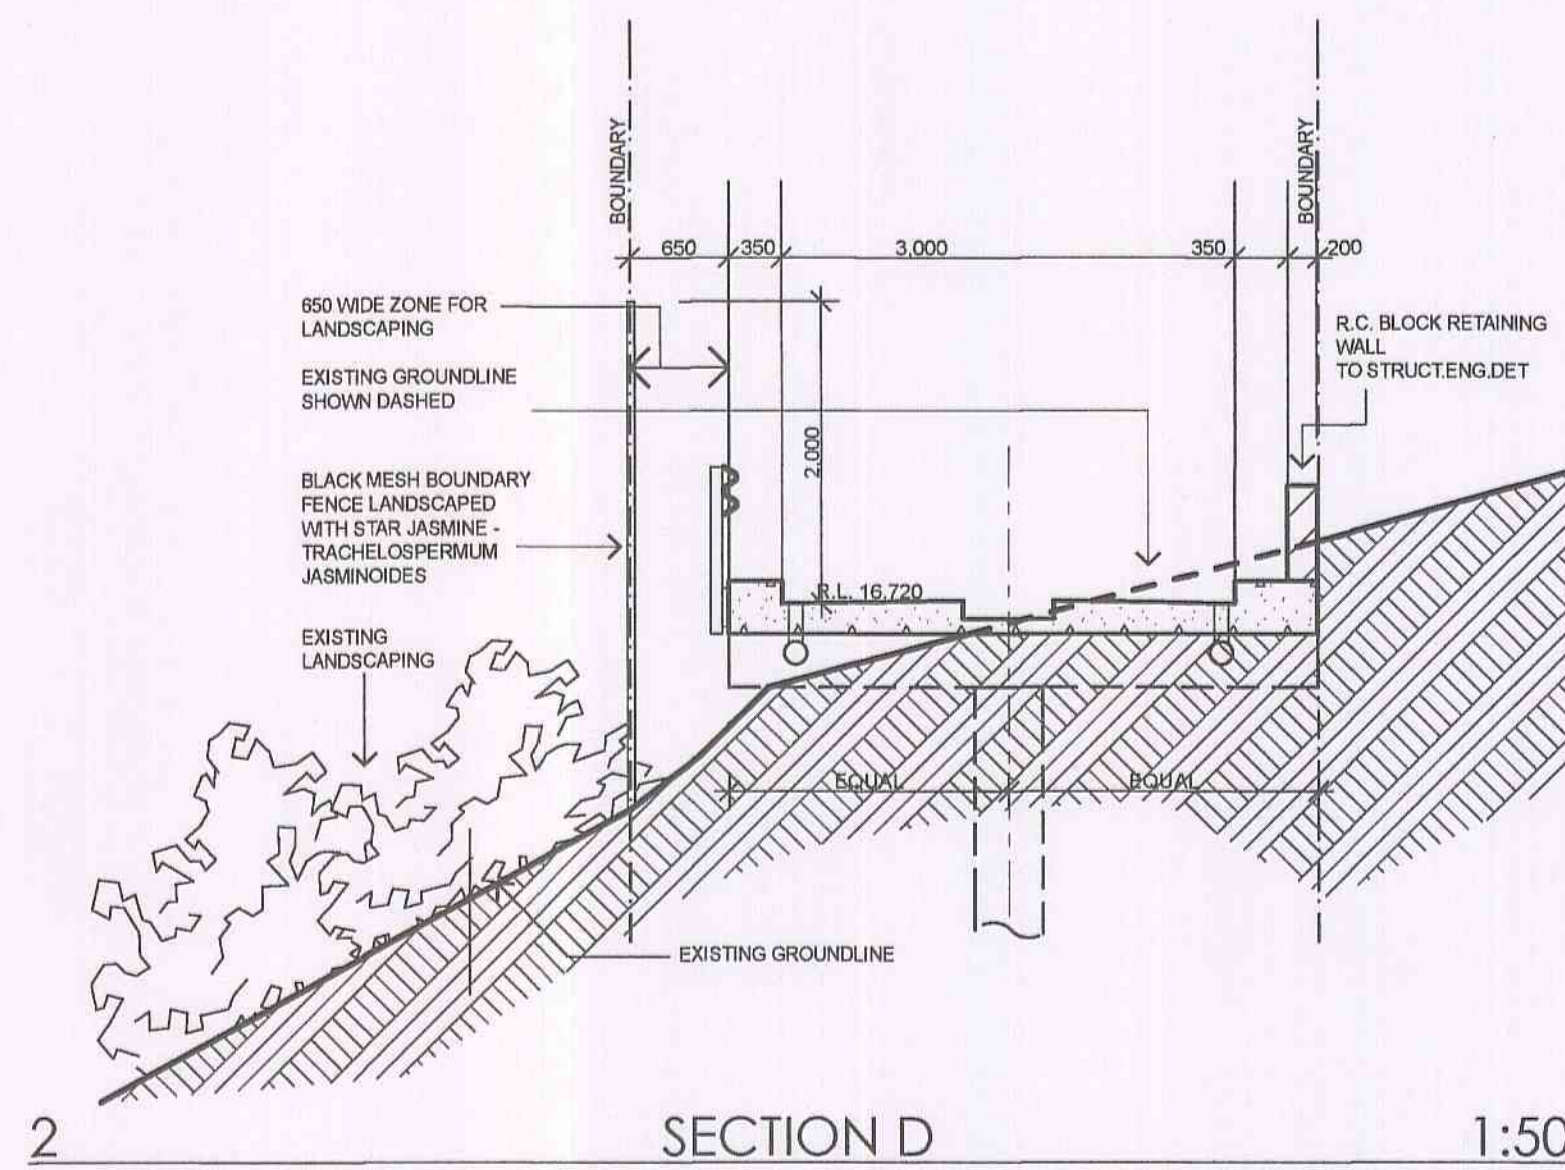 BOUNDARY
BOUNDARY
650
350
3,000
350
200
650 WIDE ZONE FOR
LANDSCAPING
EXISTING GROUNDLINE
SHOWN DASHED
BLACK MESH BOUNDARY
FENCE LANDSCAPED
WITH STAR JASMINE -
TRACHELOSPERMUM
JASMINOIDES
EXISTING
LANDSCAPING
2,000
R.L. 16,720
R.C. BLOCK RETAINING
WALL
TO STRUCT.ENG.DET
EQUAL
EQUAL
EXISTING GROUNDLINE
2
SECTION D
1:50